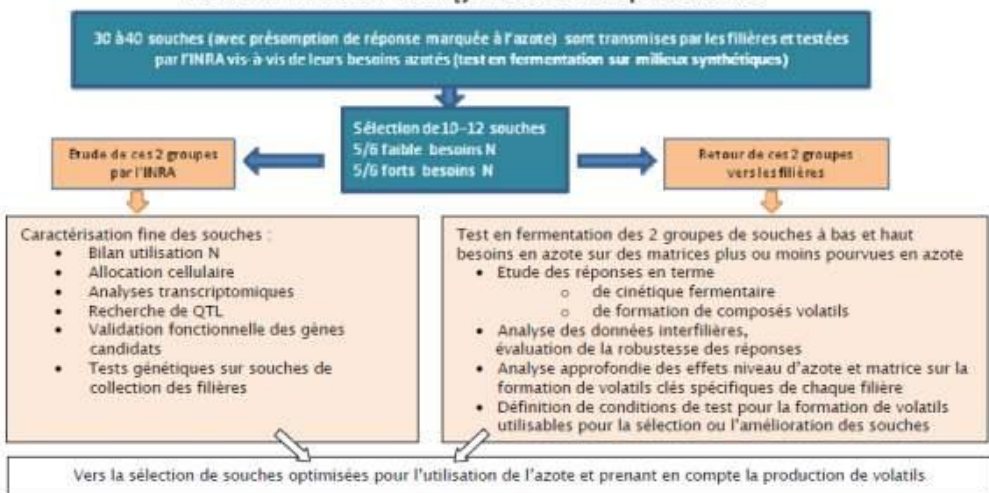 30 à40 souches (avec présomption de réponse marquée à l'azote) sont transmises par les filières et testées
par l'INRA vis-à-vis de leurs besoins azotés (test en fermentation sur milieux synthétiques)
Sélection de 10-12 souches
5/6 faible besoins N
5/6 forts besoins N
Etude de ces 2 groupes
par l'INRA
Retour de ces 2 groupes
vers les filières
Caractérisation fine des souches :
• Bilan utilisation N
• Allocation cellulaire
• Analyses transcriptomiques
• Recherche de QTL
• Validation fonctionnelle des gènes
candidats
• Tests génétiques sur souches de
collection des filières
Test en fermentation des 2 groupes de souches à bas et haut
besoins en azote sur des matrices plus ou moins pourvues en azote
• Etude des réponses en terme
o de cinétique fermentaire
o de formation de composés volatils
• Analyse des données interfilières,
évaluation de la robustesse des réponses
• Analyse approfondie des effets niveau d'azote et matrice sur la
formation de volatils clés spécifiques de chaque filière
• Définition de conditions de test pour la formation de volatils
utilisables pour la sélection ou l'amélioration des souches
Vers la sélection de souches optimisées pour l'utilisation de l'azote et prenant en compte la production de volatils